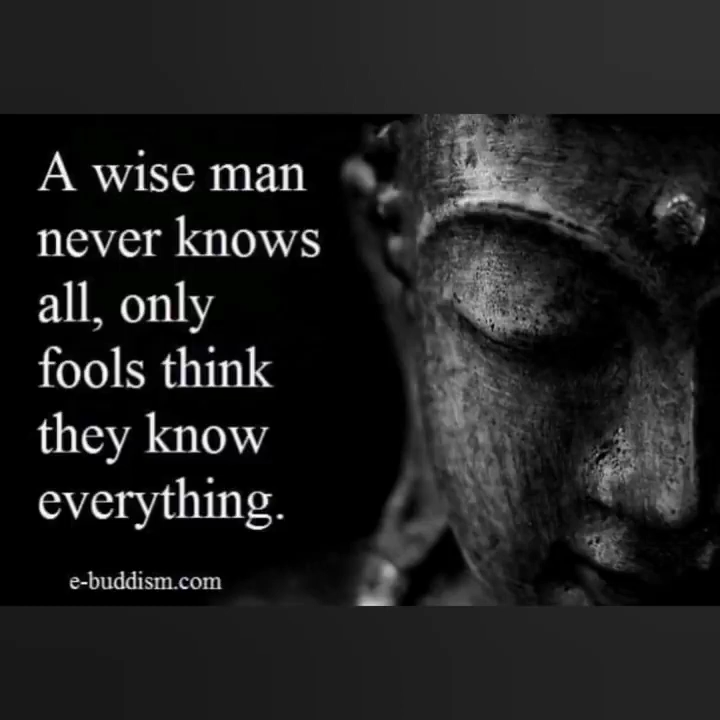 A wise man
never knows
all, only
fools think
they know
everything.
e-buddism.com